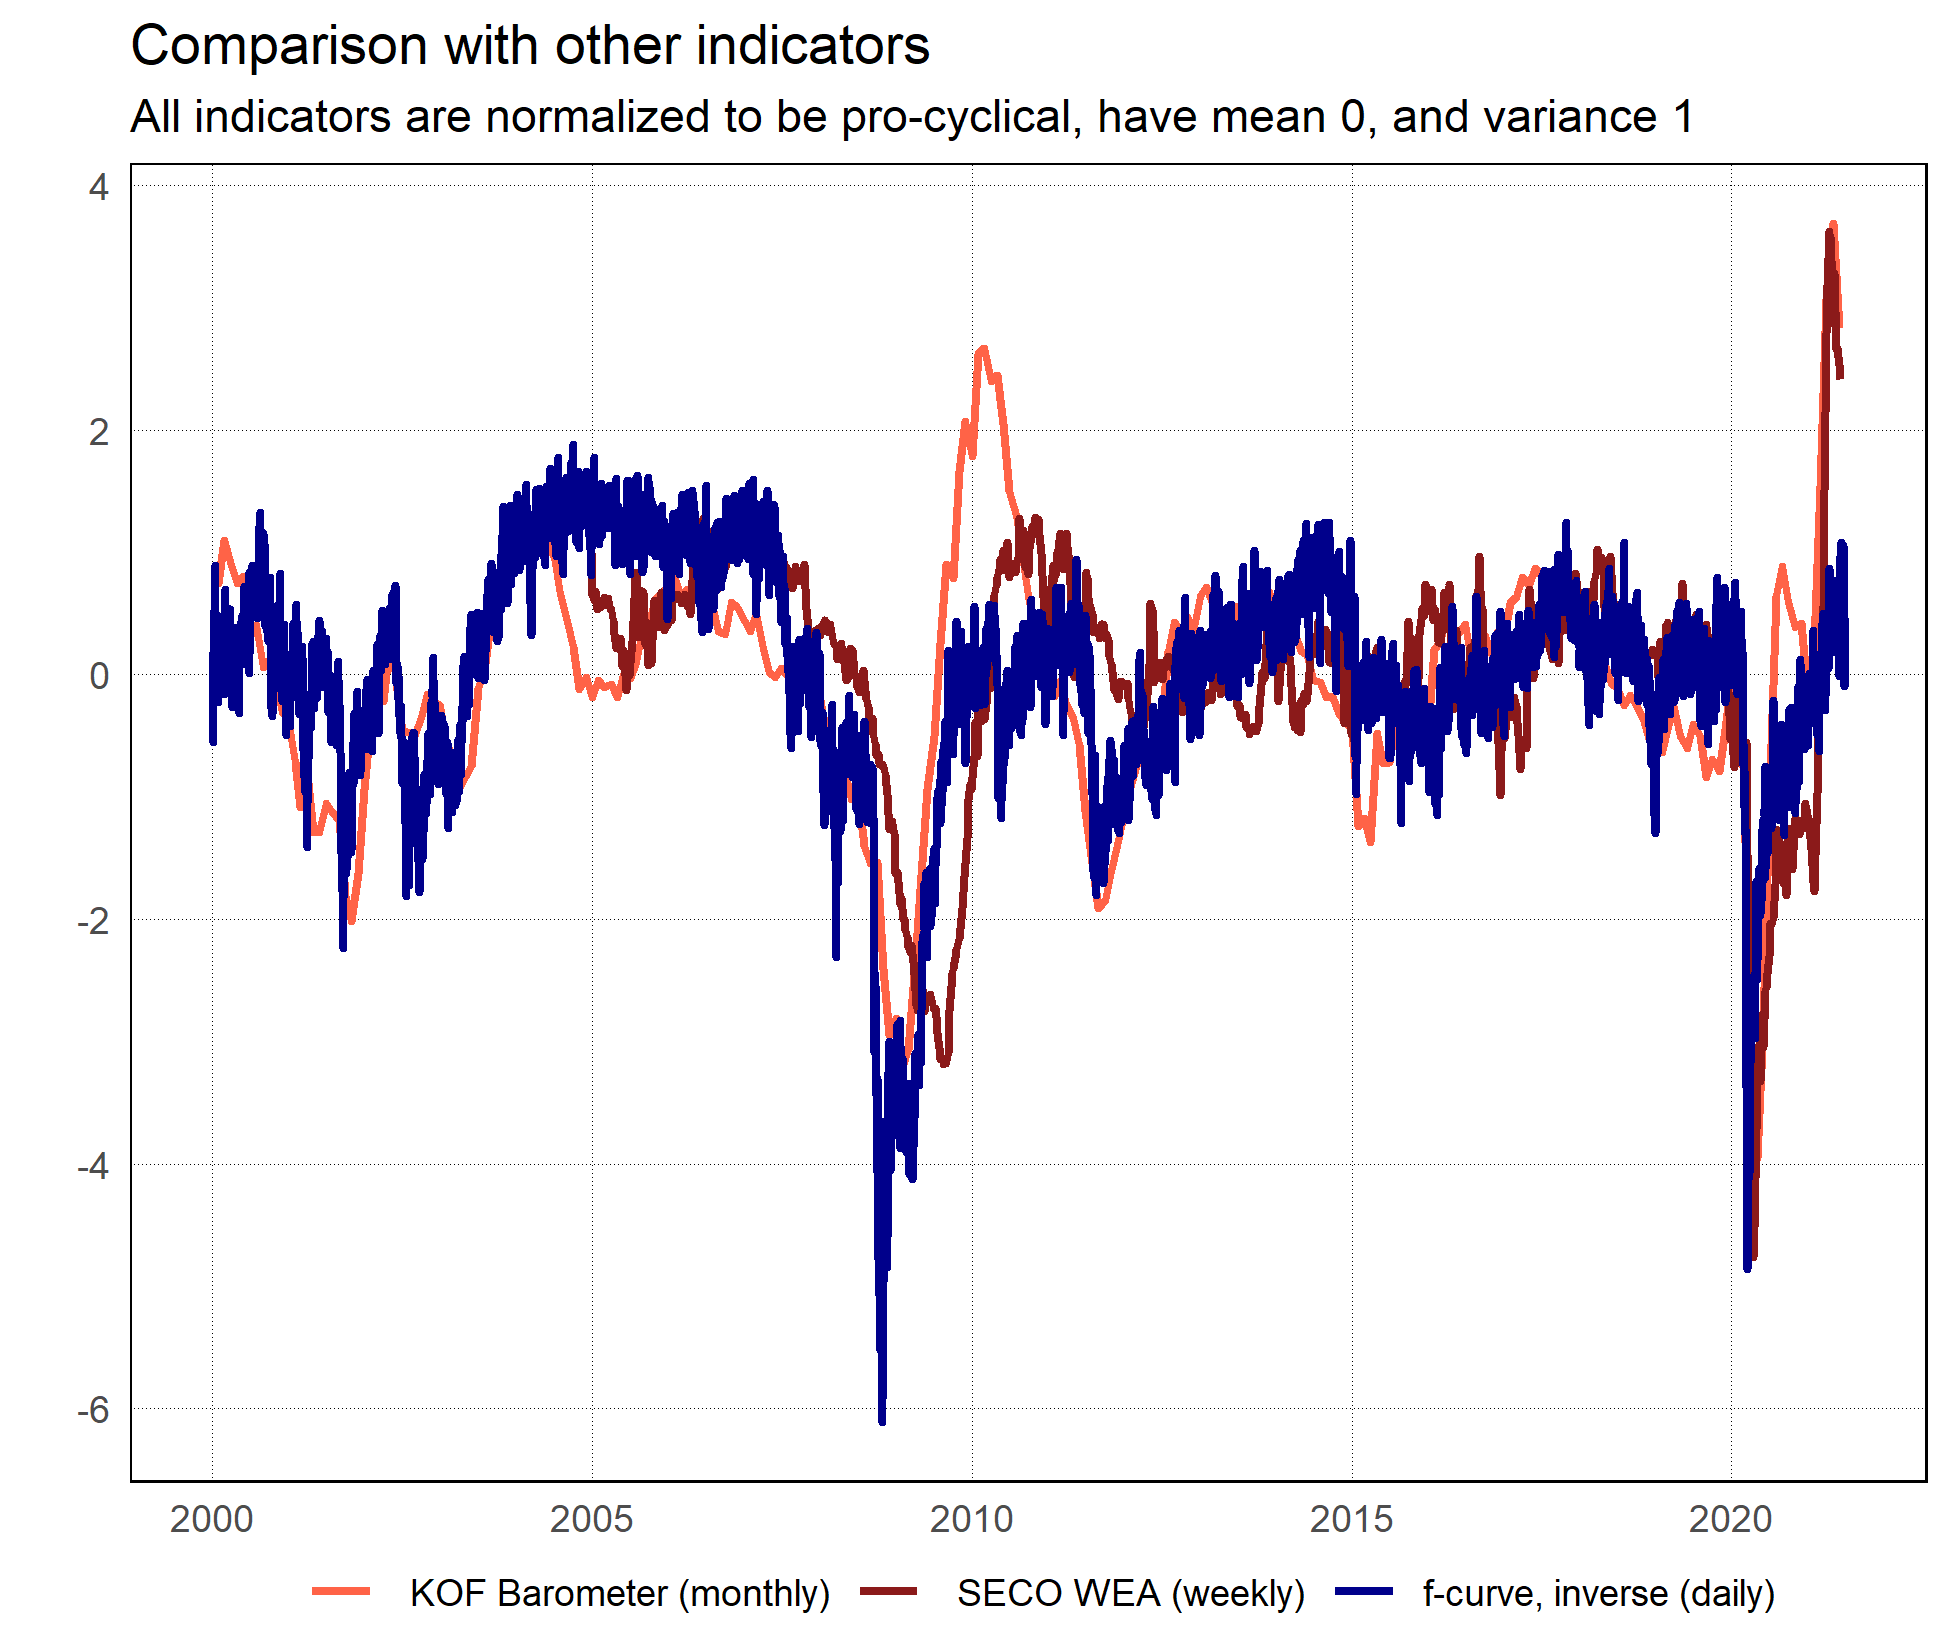 Comparison with other indicators
All indicators are normalized to be pro-cyclical, have mean 0, and variance 1
4
2
0
-2
-4
-6
2000 2005 2010 2015 2020
KOF Barometer (monthly) SECO WEA (weekly) f-curve, inverse (daily)